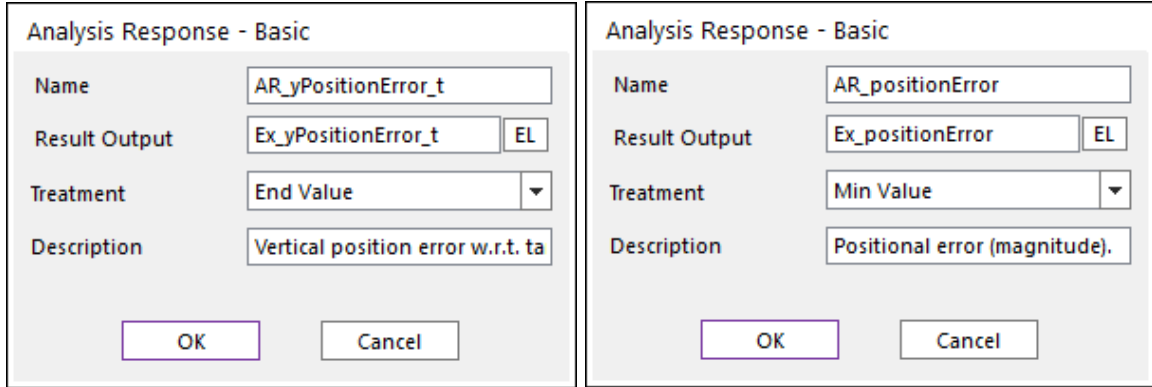 Analysis Response - Basic
Name AR_yPositionError_t
Result Output Ex_yPositionError_t EL
Treatment End Value
Description Vertical position error w.r.t. ta
OK Cancel
Analysis Response - Basic
Name AR_positionError
Result Output Ex_positionError EL
Treatment Min Value
Description Positional error (magnitude).
OK Cancel